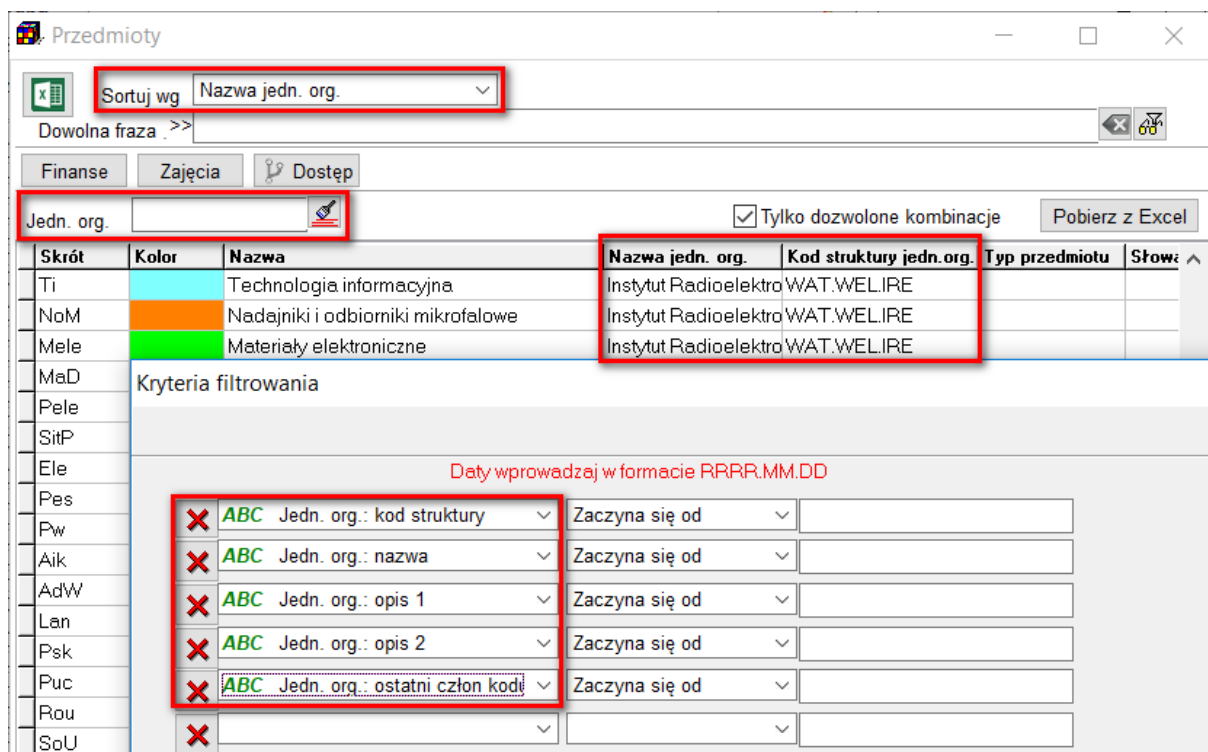 Przedmioty
Sortuj wg Nazwa jedn. org.
Dowolna fraza . >>
Finanse Zajęcia Dostęp
Jedn. org. Tylko dozwolone kombinacje Pobierz z Excel
Skrót Kolor Nazwa Nazwa jedn. org. Kod struktury jedn.org. Typ przedmiotu
Ti Technologia informacyjna Instytut Radioelektro WAT.WEL.IRE
NoM Nadajniki i odbiorniki mikrofalowe Instytut Radioelektro WAT.WEL.IRE
Mele Materiały elektroniczne Instytut Radioelektro WAT.WEL.IRE
MaD
Pele
SitP
Ele
Pes
Pw
Aik
AdW
Lan
Psk
Puc
Rou
SoU
Kryteria filtrowania
Daty wprowadzaj w formacie RRRR.MM.DD
ABC Jedn. org.: kod struktury Zaczyna się od
ABC Jedn. org.: nazwa Zaczyna się od
ABC Jedn. org.: opis 1 Zaczyna się od
ABC Jedn. org.: opis 2 Zaczyna się od
ABC Jedn. org.: ostatni człon kodu Zaczyna się od